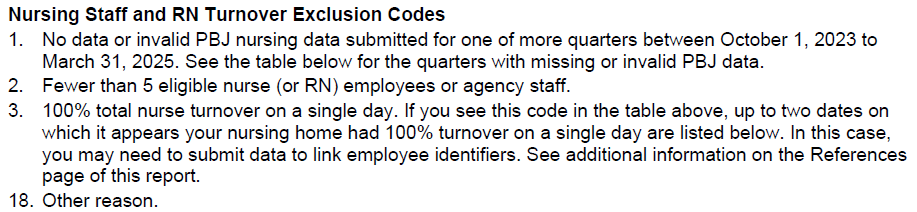 Nursing Staff and RN Turnover Exclusion Codes
1. No data or invalid PBJ nursing data submitted for one of more quarters between October 1, 2023 to
March 31, 2025. See the table below for the quarters with missing or invalid PBJ data.
2. Fewer than 5 eligible nurse (or RN) employees or agency staff.
3. 100% total nurse turnover on a single day. If you see this code in the table above, up to two dates on
which it appears your nursing home had 100% turnover on a single day are listed below. In this case,
you may need to submit data to link employee identifiers. See additional information on the References
page of this report.
18. Other reason.